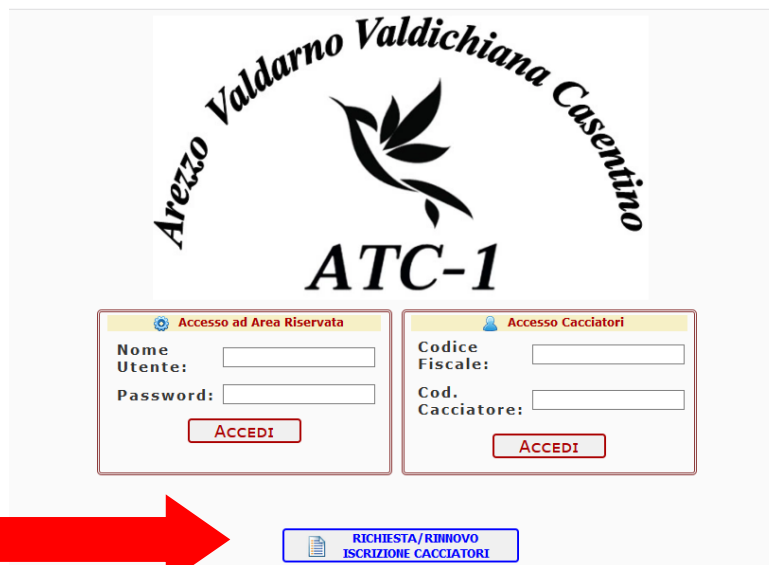 Arezzo Valdarno Valdichiana Casentino
ATC-1
Accesso ad Area Riservata
Nome
Utente:
Password:
ACCEDI
Accesso Cacciatori
Codice
Fiscale:
Cod.
Cacciatore:
ACCEDI
RICHIESTA/RINNOVO
ISCRIZIONE CACCIATORI